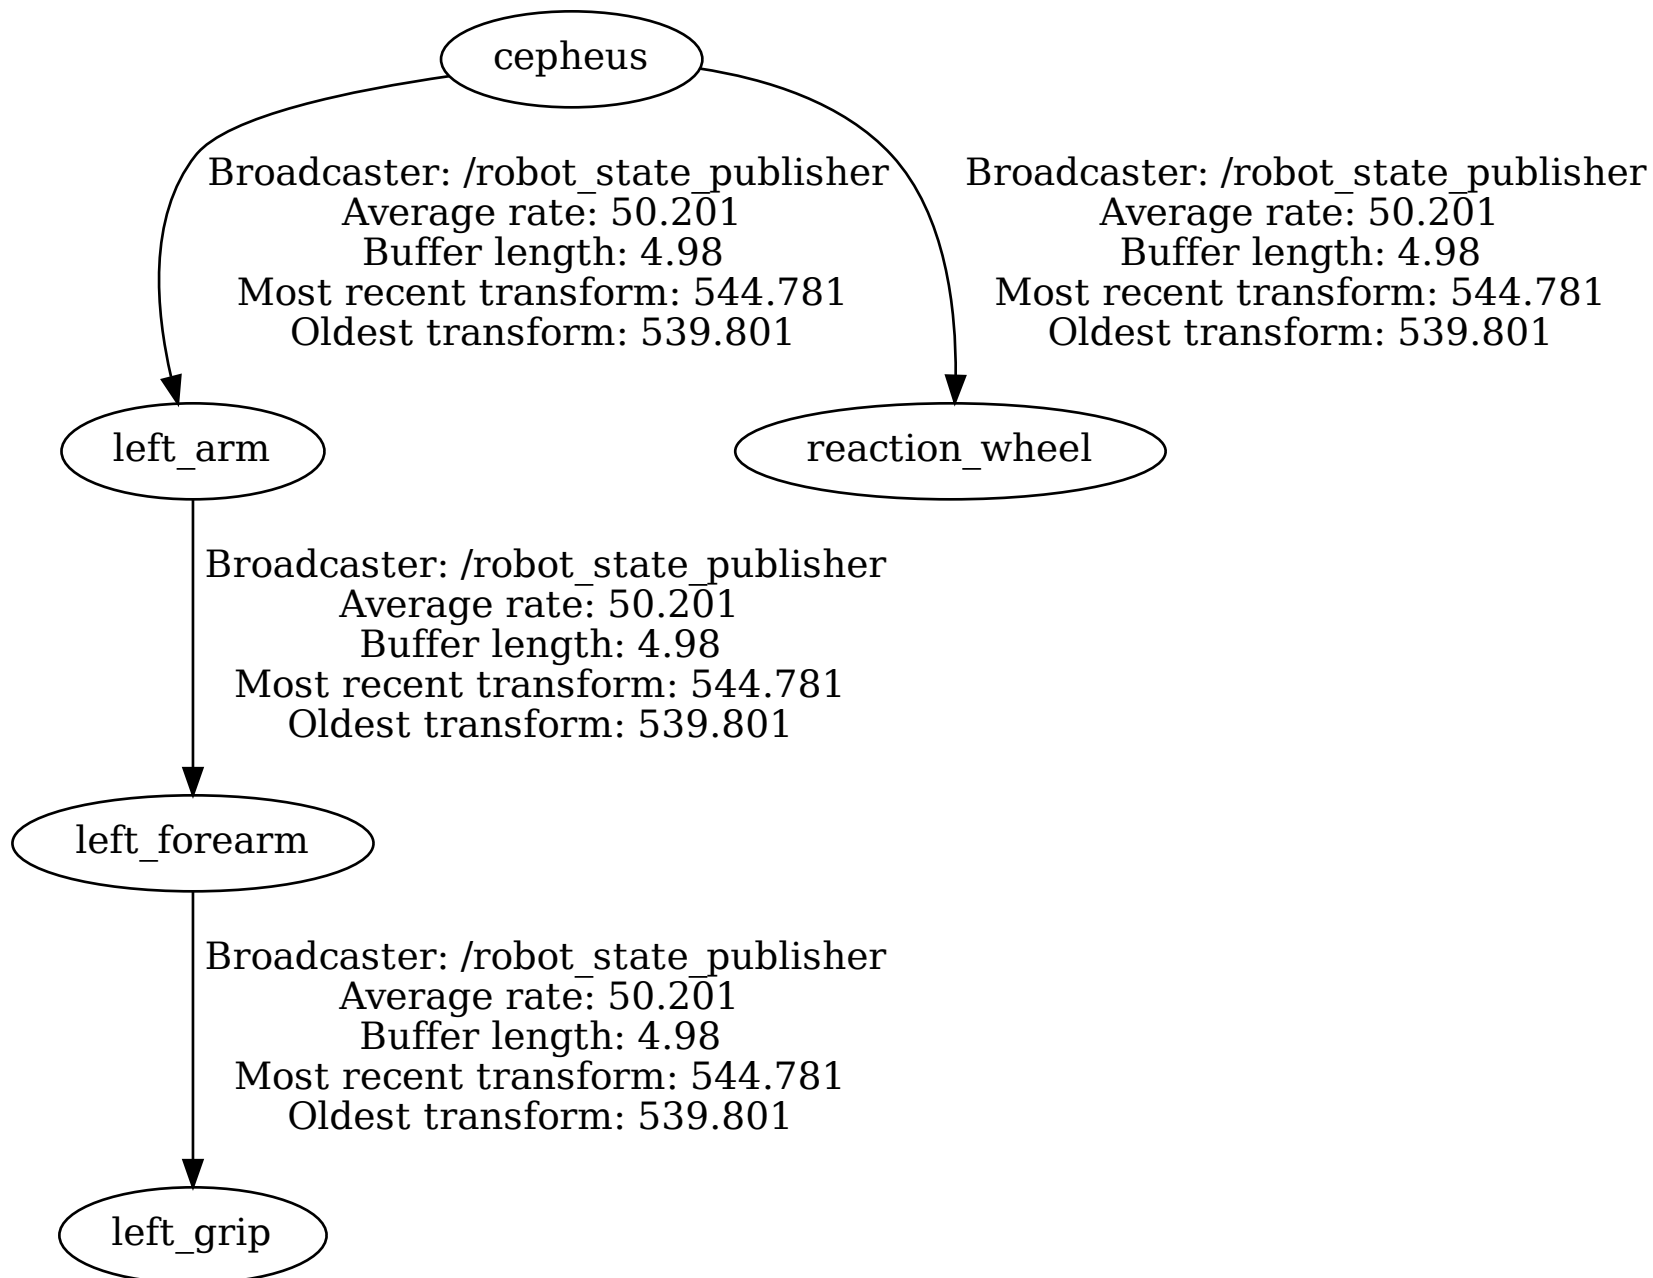 cepheus
Broadcaster: /robot_state_publisher
Average rate: 50.201
Buffer length: 4.98
Most recent transform: 544.781
Oldest transform: 539.801
Broadcaster: /robot_state_publisher
Average rate: 50.201
Buffer length: 4.98
Most recent transform: 544.781
Oldest transform: 539.801
left_arm
reaction_wheel
Broadcaster: /robot_state_publisher
Average rate: 50.201
Buffer length: 4.98
Most recent transform: 544.781
Oldest transform: 539.801
left_forearm
Broadcaster: /robot_state_publisher
Average rate: 50.201
Buffer length: 4.98
Most recent transform: 544.781
Oldest transform: 539.801
left_grip